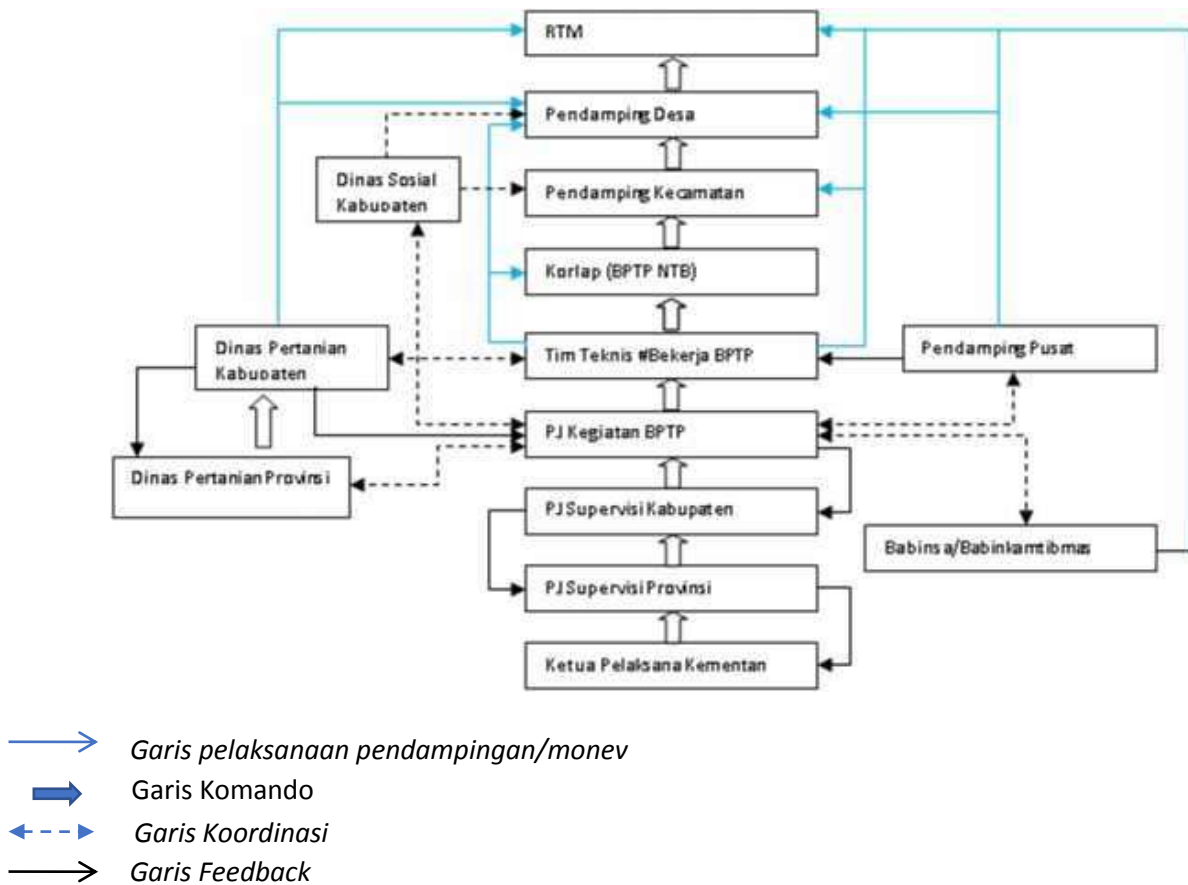 RTM
Pendamping Desa
Dinas Sosial
Kabupaten
Pendamping Kecamatan
Korlap (BPTP NTB)
Dinas Pertanian
Kabupaten
Tim Teknis #Bekerja BPTP
Pendamping Pusat
PJ Kegiatan BPTP
Dinas Pertanian Provinsi
PJ Supervisi Kabupaten
Babinsa/Babinkamtibmas
PJ Supervisi Provinsi
Ketua Pelaksana Kementan
Garis pelaksanaan pendampingan/monev
Garis Komando
Garis Koordinasi
Garis Feedback